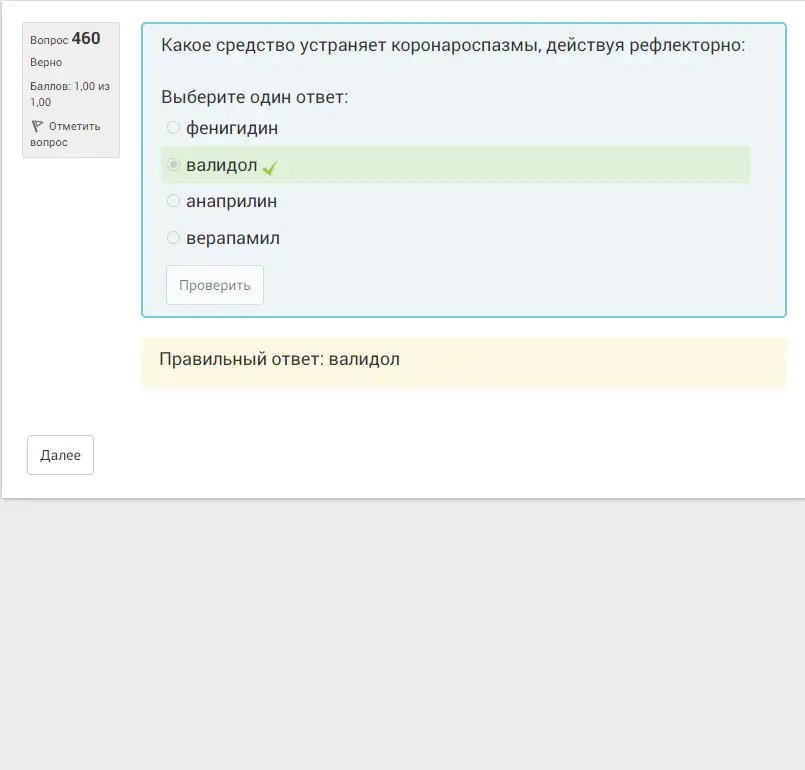 Вопрос 460
Верно
Баллов: 1,00 из
1,00
Отметить
вопрос
Какое средство устраняет коронароспазмы, действуя рефлекторно:
Выберите один ответ:
фенигидин
валидол
анаприлин
верапамил
Проверить
Правильный ответ: валидол
Далее